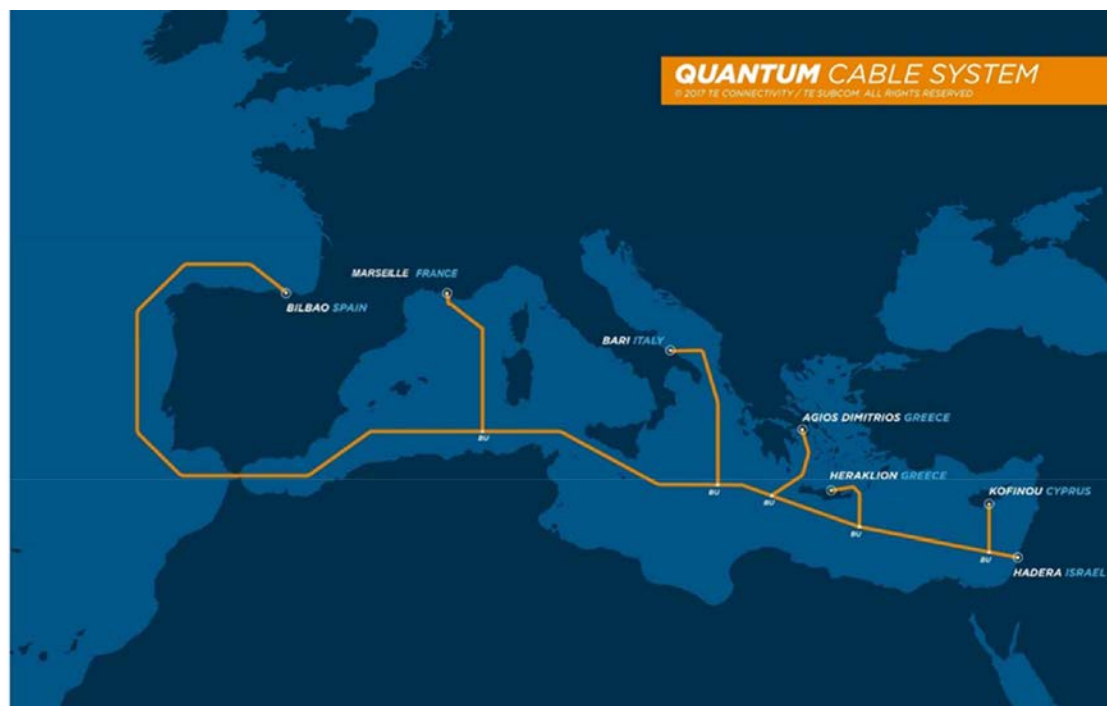 QUANTUM CABLE SYSTEM
© 2017 TE CONNECTIVITY / TE SUBCOM ALL RIGHTS RESERVED
MARSEILLE FRANCE
BILBAO SPAIN
BARI ITALY
AGIOS DIMITRIOS GREECE
BU
HERAKLION GREECE
KOFINOU CYPRUS
BU
BU
BU
BU
HADERA ISRAEL